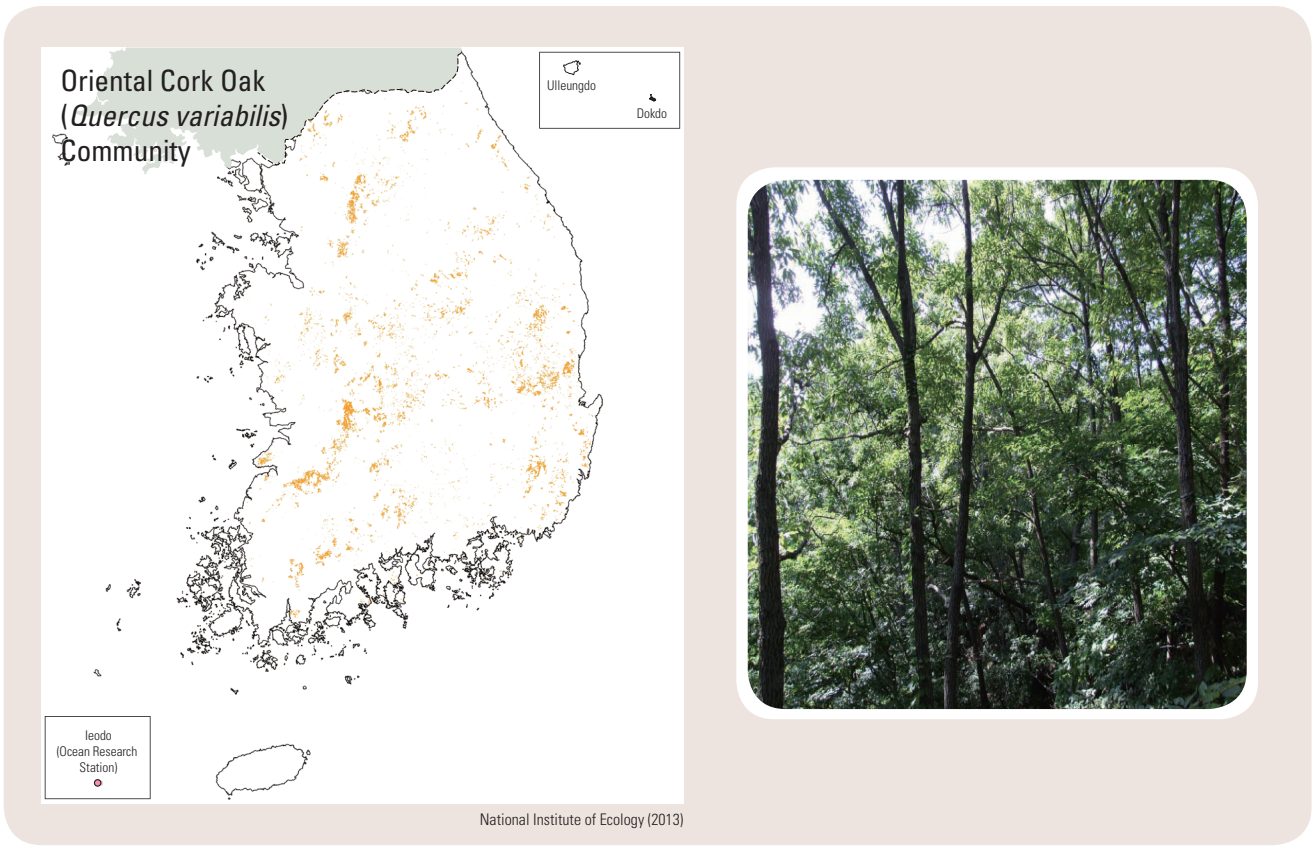 Oriental Cork Oak
(Quercus variabilis)
Community
Ulleungdo
Dokdo
Ieodo
(Ocean Research
Station)
National Institute of Ecology (2013)